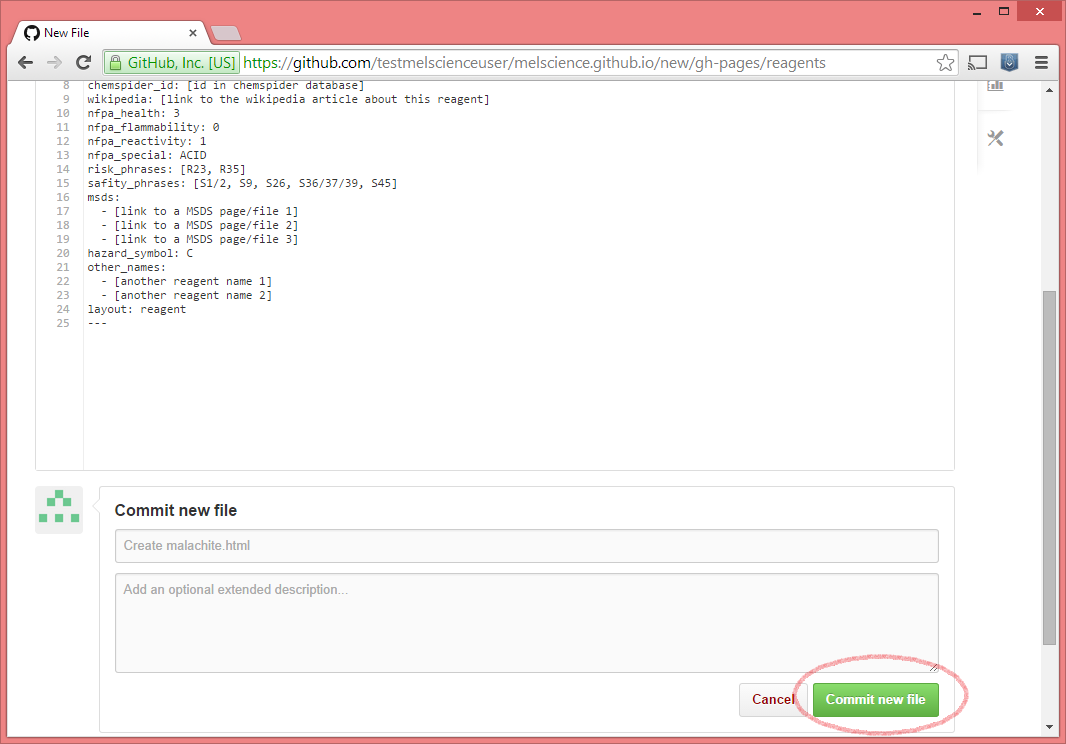 New File
GitHub, Inc. [US] https://github.com/testmelscienceuser/melscience.github.io/new/gh-pages/reagents
8 chemspider_id: [id in chemspider database]
9 wikipedia: [link to the wikipedia article about this reagent]
10 nfpa_health: 3
11 nfpa_flammability: 0
12 nfpa_reactivity: 1
13 nfpa_special: ACID
14 risk_phrases: [R23, R35]
15 safity_phrases: [S1/2, S9, S26, S36/37/39, S45]
16 msds:
17 - [link to a MSDS page/file 1]
18 - [link to a MSDS page/file 2]
19 - [link to a MSDS page/file 3]
20 hazard_symbol: C
21 other_names:
22 - [another reagent name 1]
23 - [another reagent name 2]
24 layout: reagent
25 ---
Commit new file
Create malachite.html
Add an optional extended description...
Cancel Commit new file